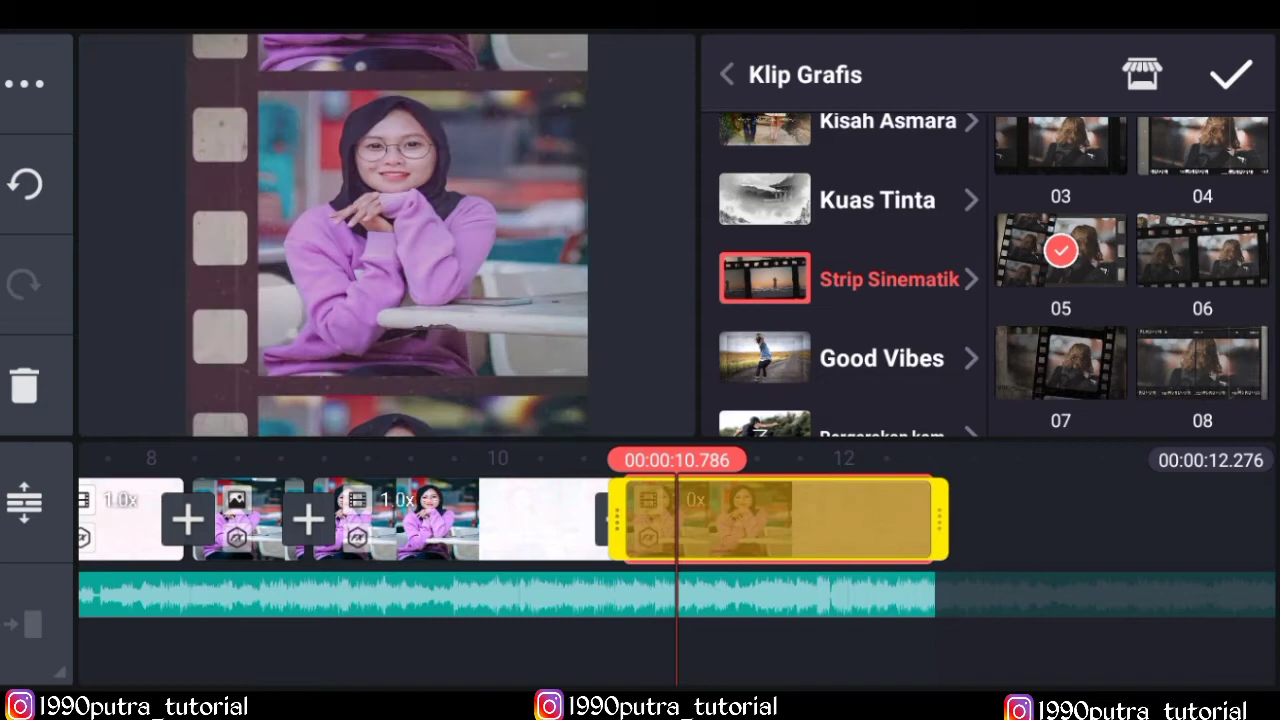 Klip Grafis
Kisah Asmara
Kuas Tinta
Strip Sinematik
Good Vibes
03
04
05
06
07
08
8
10
00:00:10.786
12
00:00:12.276
1.0x
1.0x
0x
1990putra_tutorial
1990putra_tutorial
1990putra_tutorial